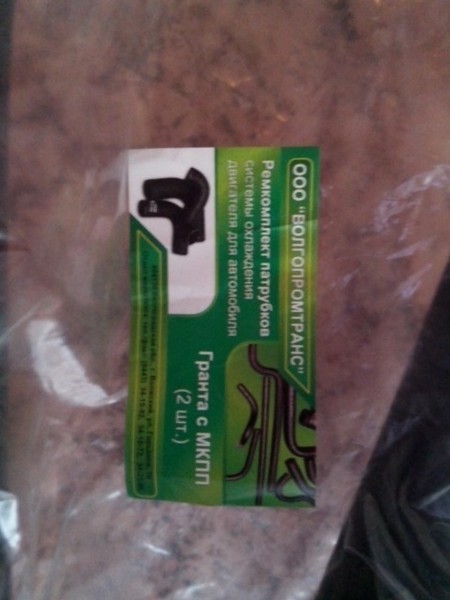 ООО "ВОЛГОПРОМТРАНС"
Ремкомплект патрубков
системы охлаждения
двигателя для автомобиля
Гранта с МКПП
(2 шт.)